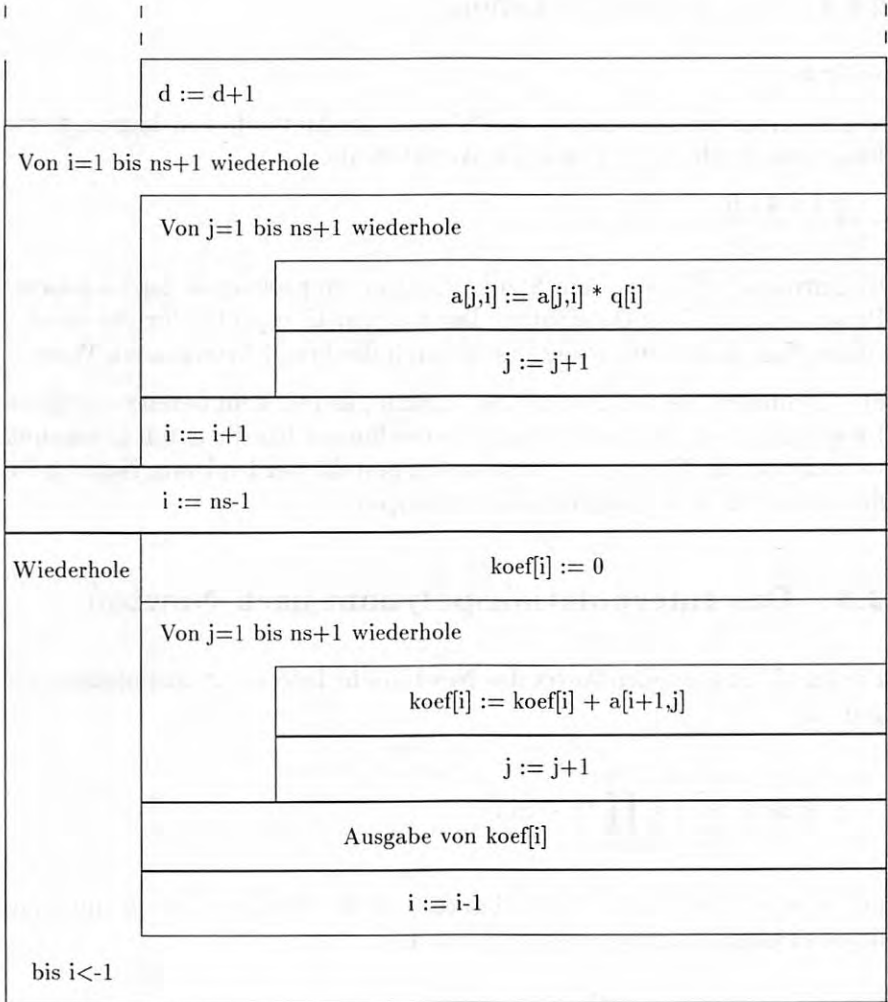 d := d+1
Von i=1 bis ns+1 wiederhole
Von j=1 bis ns+1 wiederhole
a[j,i] := a[j,i] * q[i]
j := j+1
i := i+1
i := ns-1
Wiederhole
koef[i] := 0
Von j=1 bis ns+1 wiederhole
koef[i] := koef[i] + a[i+1,j]
j := j+1
Ausgabe von koef[i]
i := i-1
bis i<-1